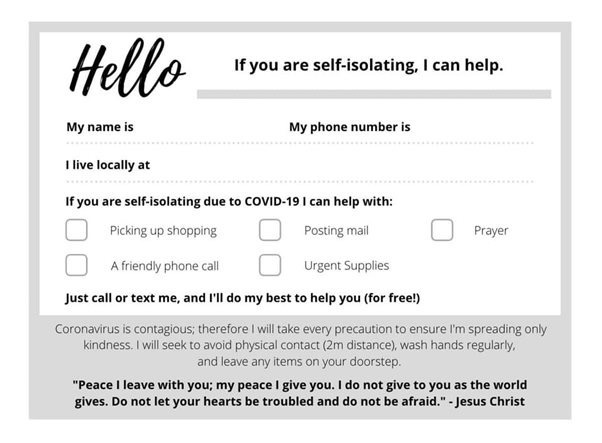 Hello
If you are self-isolating, I can help.
My name is
My phone number is
I live locally at
If you are self-isolating due to COVID-19 I can help with:
Picking up shopping
Posting mail
Prayer
A friendly phone call
Urgent Supplies
Just call or text me, and I'll do my best to help you (for free!)
Coronavirus is contagious; therefore I will take every precaution to ensure I'm spreading only
kindness. I will seek to avoid physical contact (2m distance), wash hands regularly,
and leave any items on your doorstep.
"Peace I leave with you; my peace I give you. I do not give to you as the world
gives. Do not let your hearts be troubled and do not be afraid." - Jesus Christ